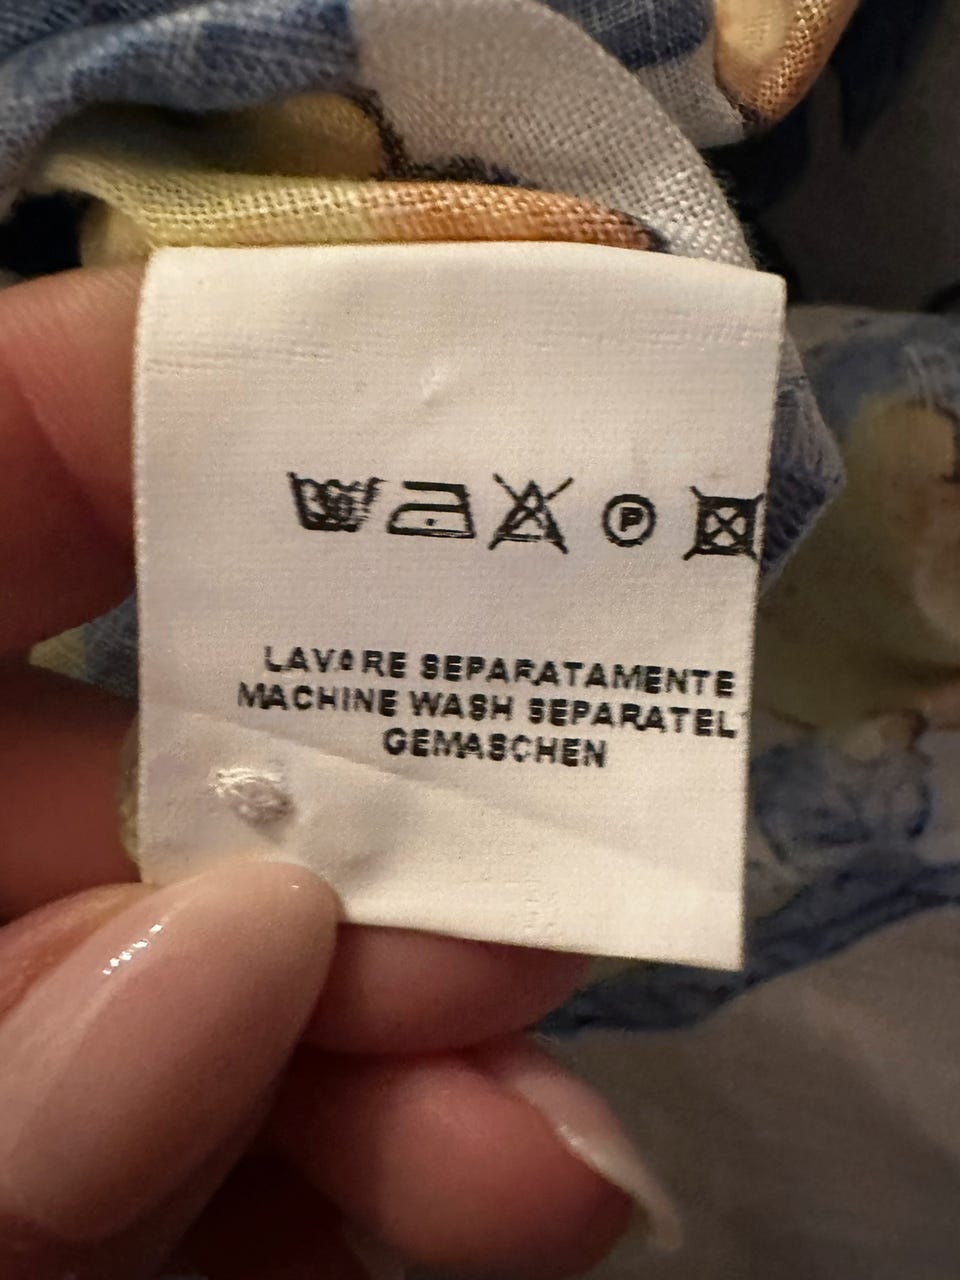 P
LAVARE SEPARATAMENTE
MACHINE WASH SEPARATEL
GEMASCHEN